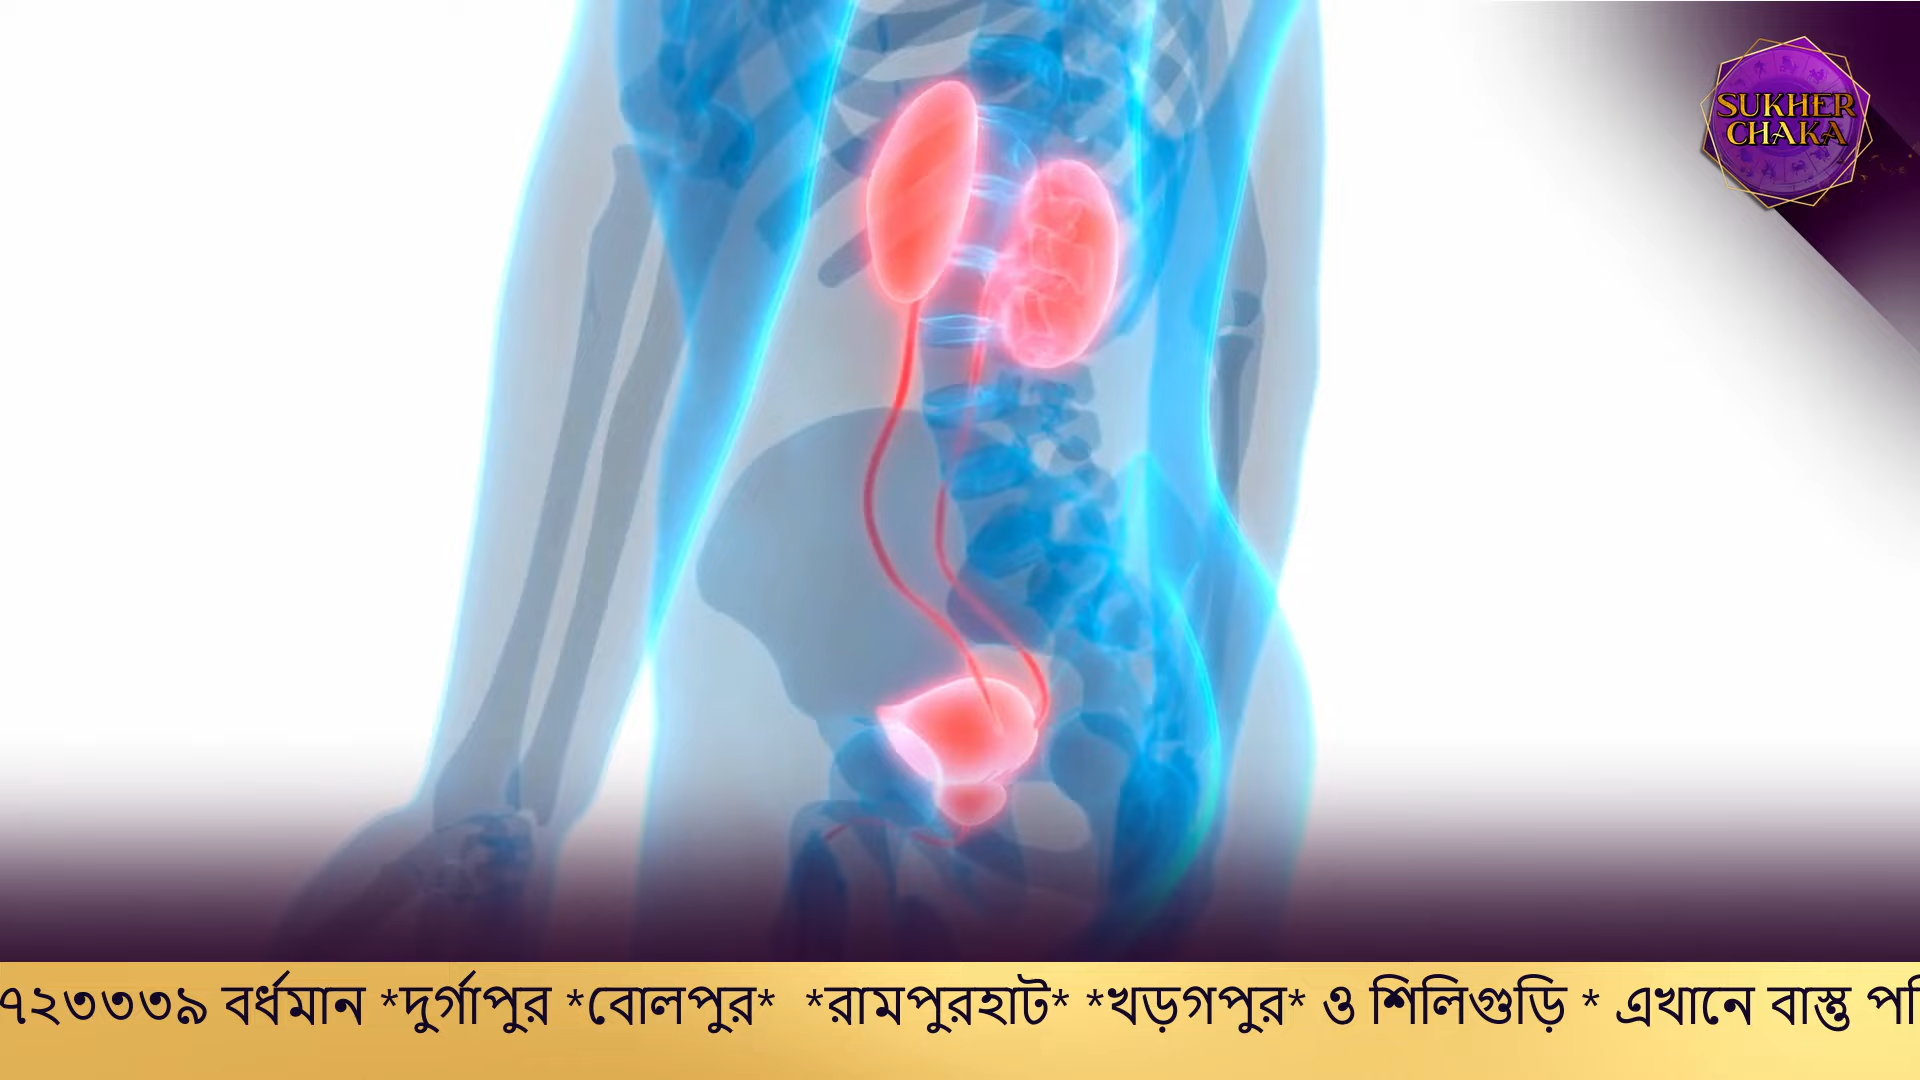 SUKHER
CHAKA
৭২৩৩৩৯ বর্ধমান *দুর্গাপুর *বোলপুর* *রামপুরহাট* *খড়গপুর* ও শিলিগুড়ি * এখানে বাস্তু